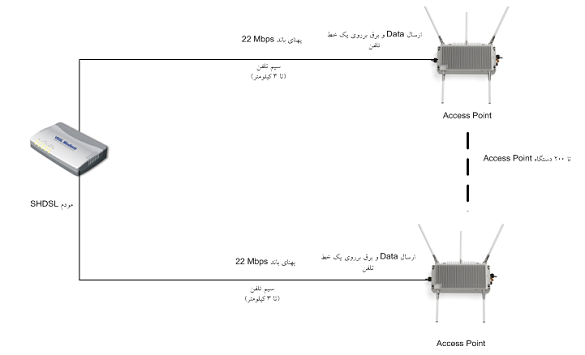 ارسال Data و برق برروی یک خط
تلفن
پهنای باند 22 Mbps
سیم تلفن
(تا ۳ کیلومتر)
Access Point
تا ۲۰۰ دستگاه Access Point
مودم SHDSL
ارسال Data و برق برروی یک خط
تلفن
پهنای باند 22 Mbps
سیم تلفن
(تا ۳ کیلومتر)
Access Point